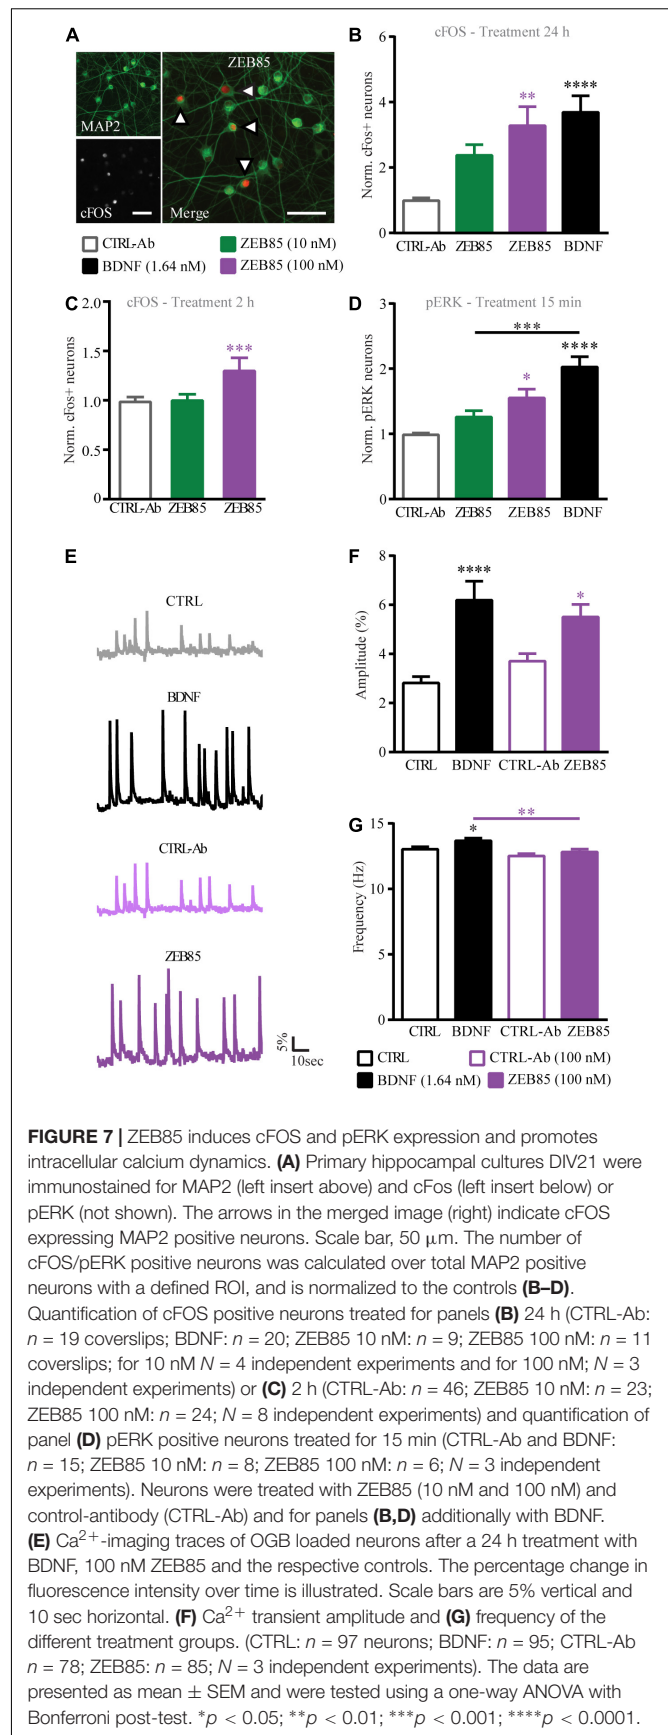 A
ZEB85
MAP2
cFOS
Merge
CTRL-Ab
ZEB85 (10 nM)
BDNF (1.64 nM)
ZEB85 (100 nM)
B
cFOS - Treatment 24 h
Norm. cFos+ neurons
6
4
2
0
** ****
CTRL-Ab ZEB85 ZEB85 BDNF
C
cFOS - Treatment 2 h
Norm. cFos+ neurons
2.0
1.5
1.0
0.5
0
***
CTRL-Ab ZEB85 ZEB85
D
pERK - Treatment 15 min
Norm. pERK neurons
3
2
1
0
***
* ****
CTRL-Ab ZEB85 ZEB85 BDNF
E
CTRL
BDNF
CTRL-Ab
ZEB85
5%
10sec
F
Amplitude (%)
8
6
4
2
0
**** *
CTRL BDNF CTRL-Ab ZEB85
G
Frequency (Hz)
15
10
5
0
**
*
CTRL BDNF CTRL-Ab ZEB85
CTRL CTRL-Ab (100 nM)
BDNF (1.64 nM) ZEB85 (100 nM)
FIGURE 7 | ZEB85 induces cFOS and pERK expression and promotes
intracellular calcium dynamics. (A) Primary hippocampal cultures DIV21 were
immunostained for MAP2 (left insert above) and cFos (left insert below) or
pERK (not shown). The arrows in the merged image (right) indicate cFOS
expressing MAP2 positive neurons. Scale bar, 50 μm. The number of
cFOS/pERK positive neurons was calculated over total MAP2 positive
neurons with a defined ROI, and is normalized to the controls (B–D).
Quantification of cFOS positive neurons treated for panels (B) 24 h (CTRL-Ab:
n = 19 coverslips; BDNF: n = 20; ZEB85 10 nM: n = 9; ZEB85 100 nM: n = 11
coverslips; for 10 nM N = 4 independent experiments and for 100 nM; N = 3
independent experiments) or (C) 2 h (CTRL-Ab: n = 46; ZEB85 10 nM: n = 23;
ZEB85 100 nM: n = 24; N = 8 independent experiments) and quantification of
panel (D) pERK positive neurons treated for 15 min (CTRL-Ab and BDNF:
n = 15; ZEB85 10 nM: n = 8; ZEB85 100 nM: n = 6; N = 3 independent
experiments). Neurons were treated with ZEB85 (10 nM and 100 nM) and
control-antibody (CTRL-Ab) and for panels (B,D) additionally with BDNF.
(E) Ca2+-imaging traces of OGB loaded neurons after a 24 h treatment with
BDNF, 100 nM ZEB85 and the respective controls. The percentage change in
fluorescence intensity over time is illustrated. Scale bars are 5% vertical and
10 sec horizontal. (F) Ca2+ transient amplitude and (G) frequency of the
different treatment groups. (CTRL: n = 97 neurons; BDNF: n = 95; CTRL-Ab
n = 78; ZEB85: n = 85; N = 3 independent experiments). The data are
presented as mean ± SEM and were tested using a one-way ANOVA with
Bonferroni post-test. *p < 0.05; **p < 0.01; ***p < 0.001; ****p < 0.0001.